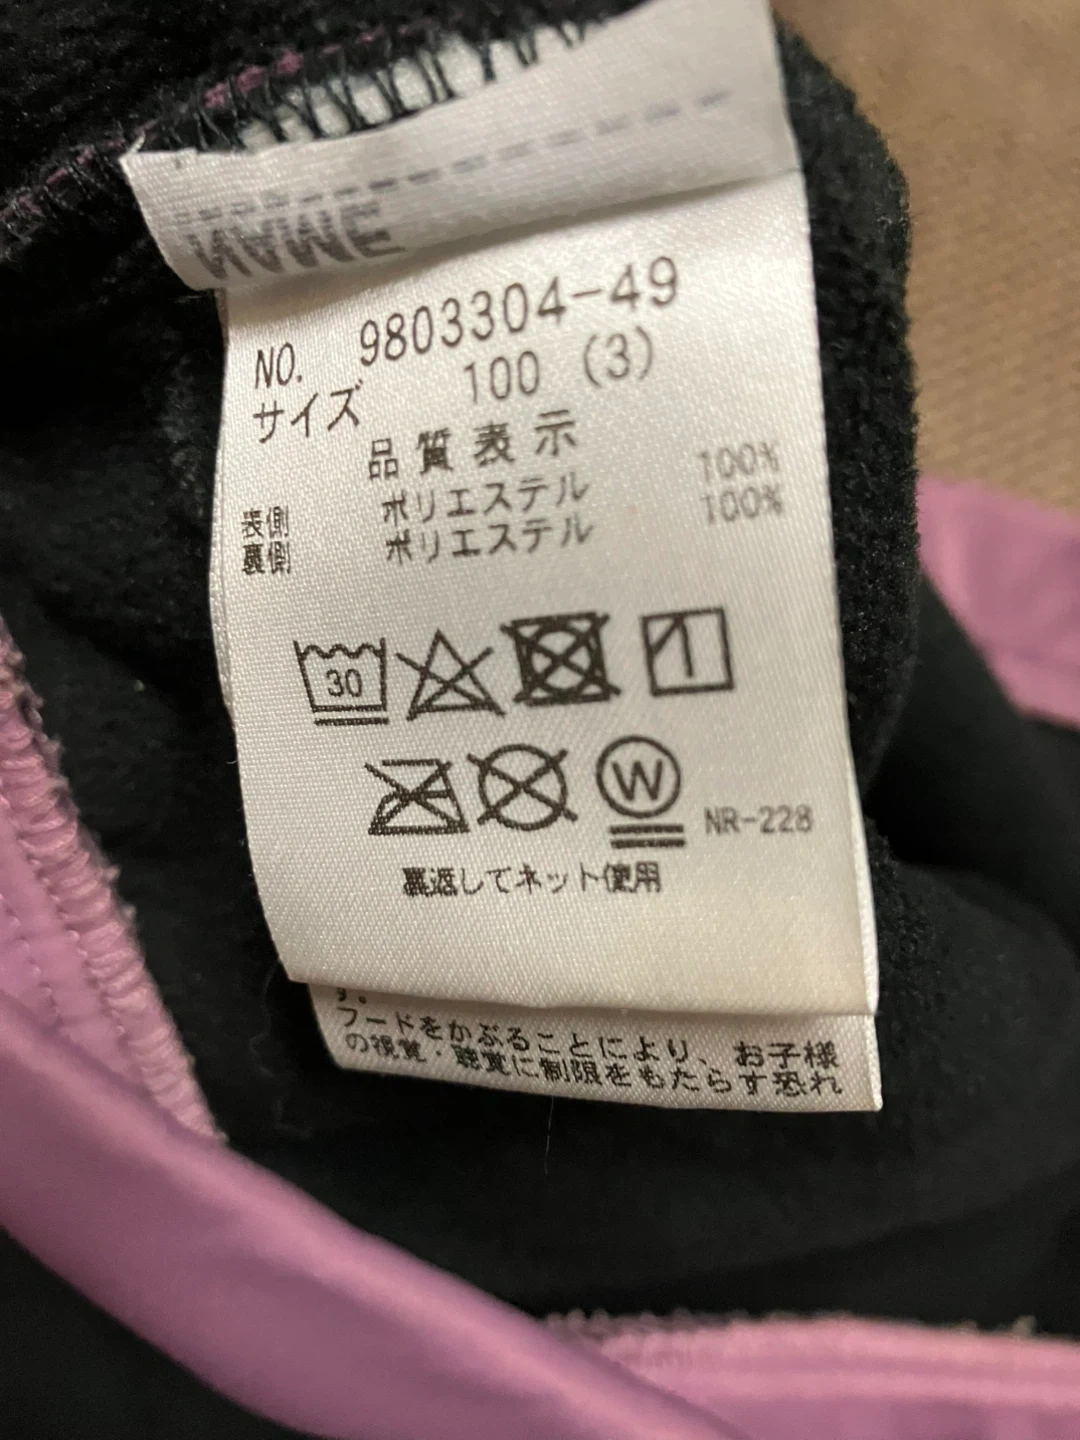 NAME
NO. 9803304-49
サイズ 100 (3)
品質表示
表側 ポリエステル 100%
裏側 ポリエステル 100%
30
W NR-228
裏返してネット使用
す。
フードをかぶることにより、お子様
の視覚・聴覚に制限をもたらす恐れ